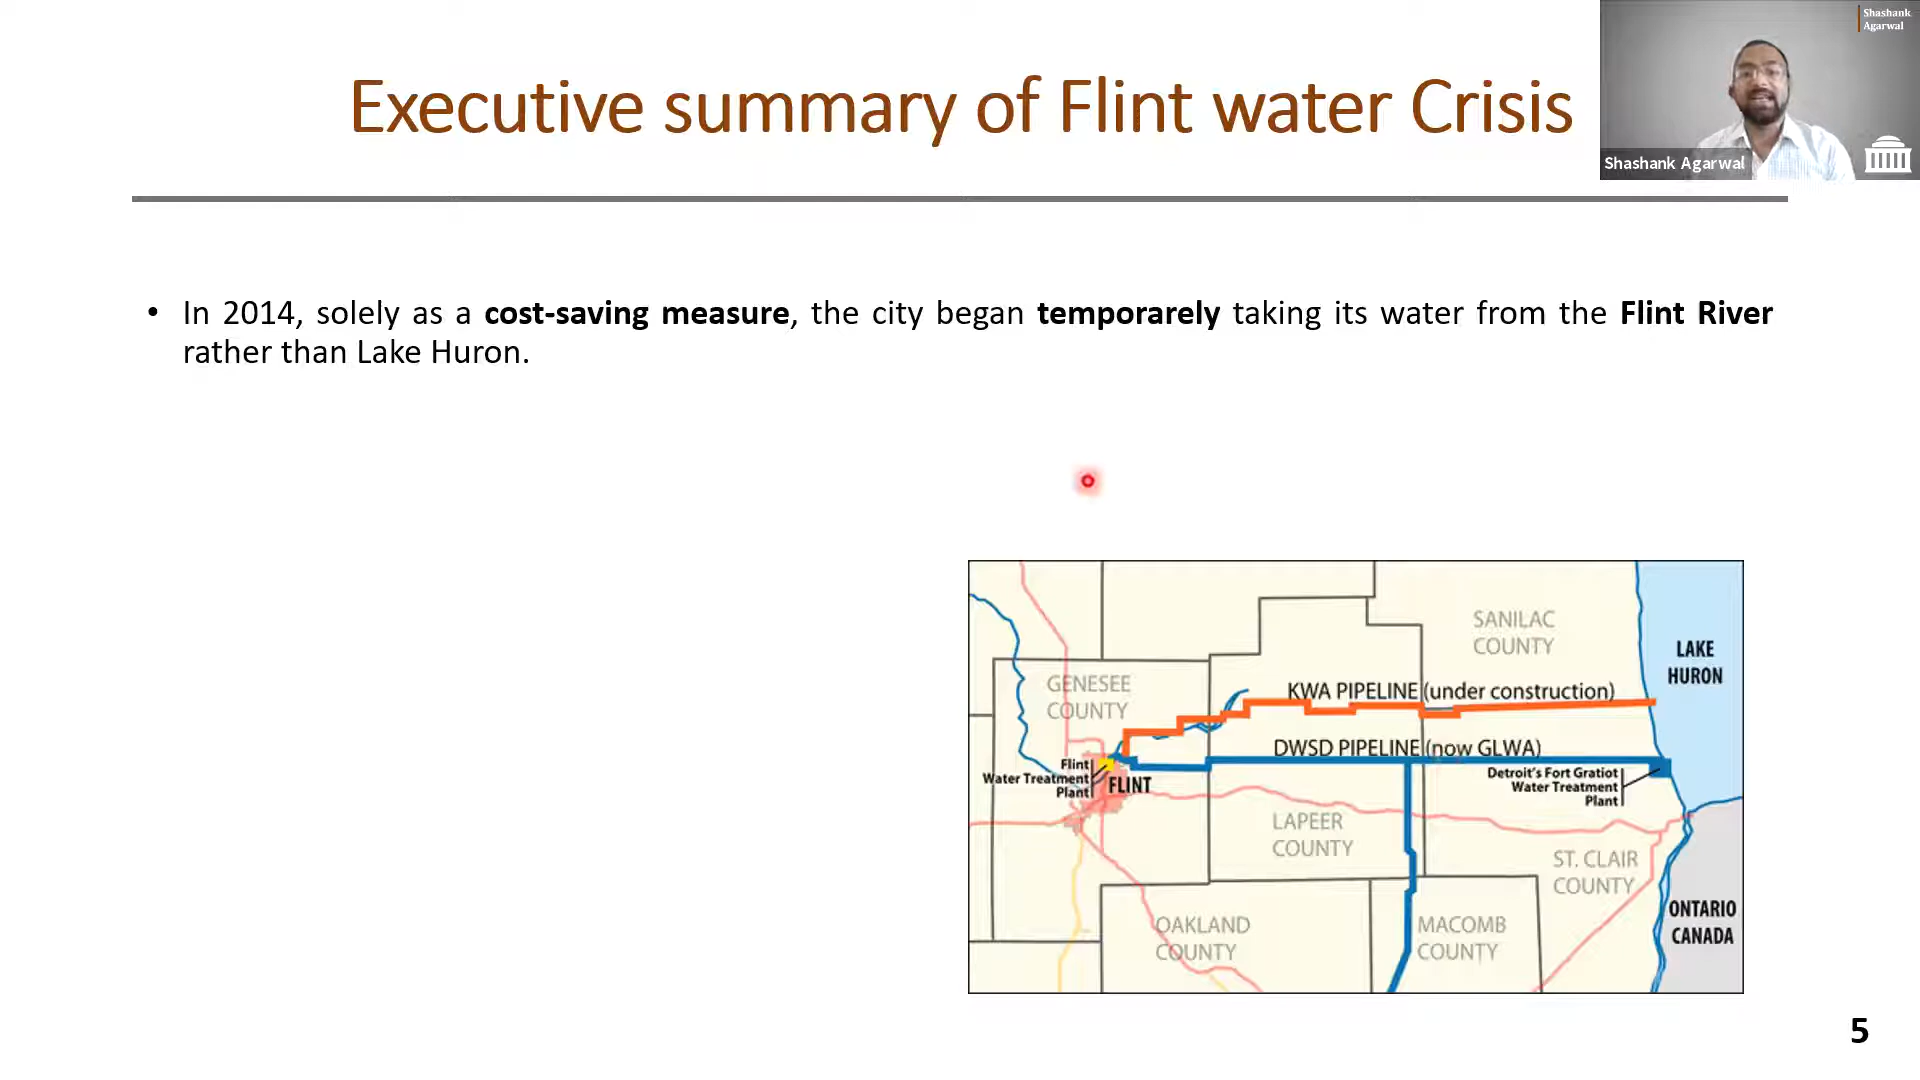 Shashank
Agarwal
Executive summary of Flint water Crisis
Shashank Agarwal
• In 2014, solely as a cost-saving measure, the city began temporarely taking its water from the Flint River
rather than Lake Huron.
SANILAC
COUNTY
LAKE
HURON
GENESEE
COUNTY
KWA PIPELINE (under construction)
DWSD PIPELINE (now GLWA)
Flint
Water Treatment
Plant
FLINT
Detroit's Fort Gratiot
Water Treatment
Plant
LAPEER
COUNTY
ST. CLAIR
COUNTY
OAKLAND
COUNTY
MACOMB
COUNTY
ONTARIO
CANADA
5